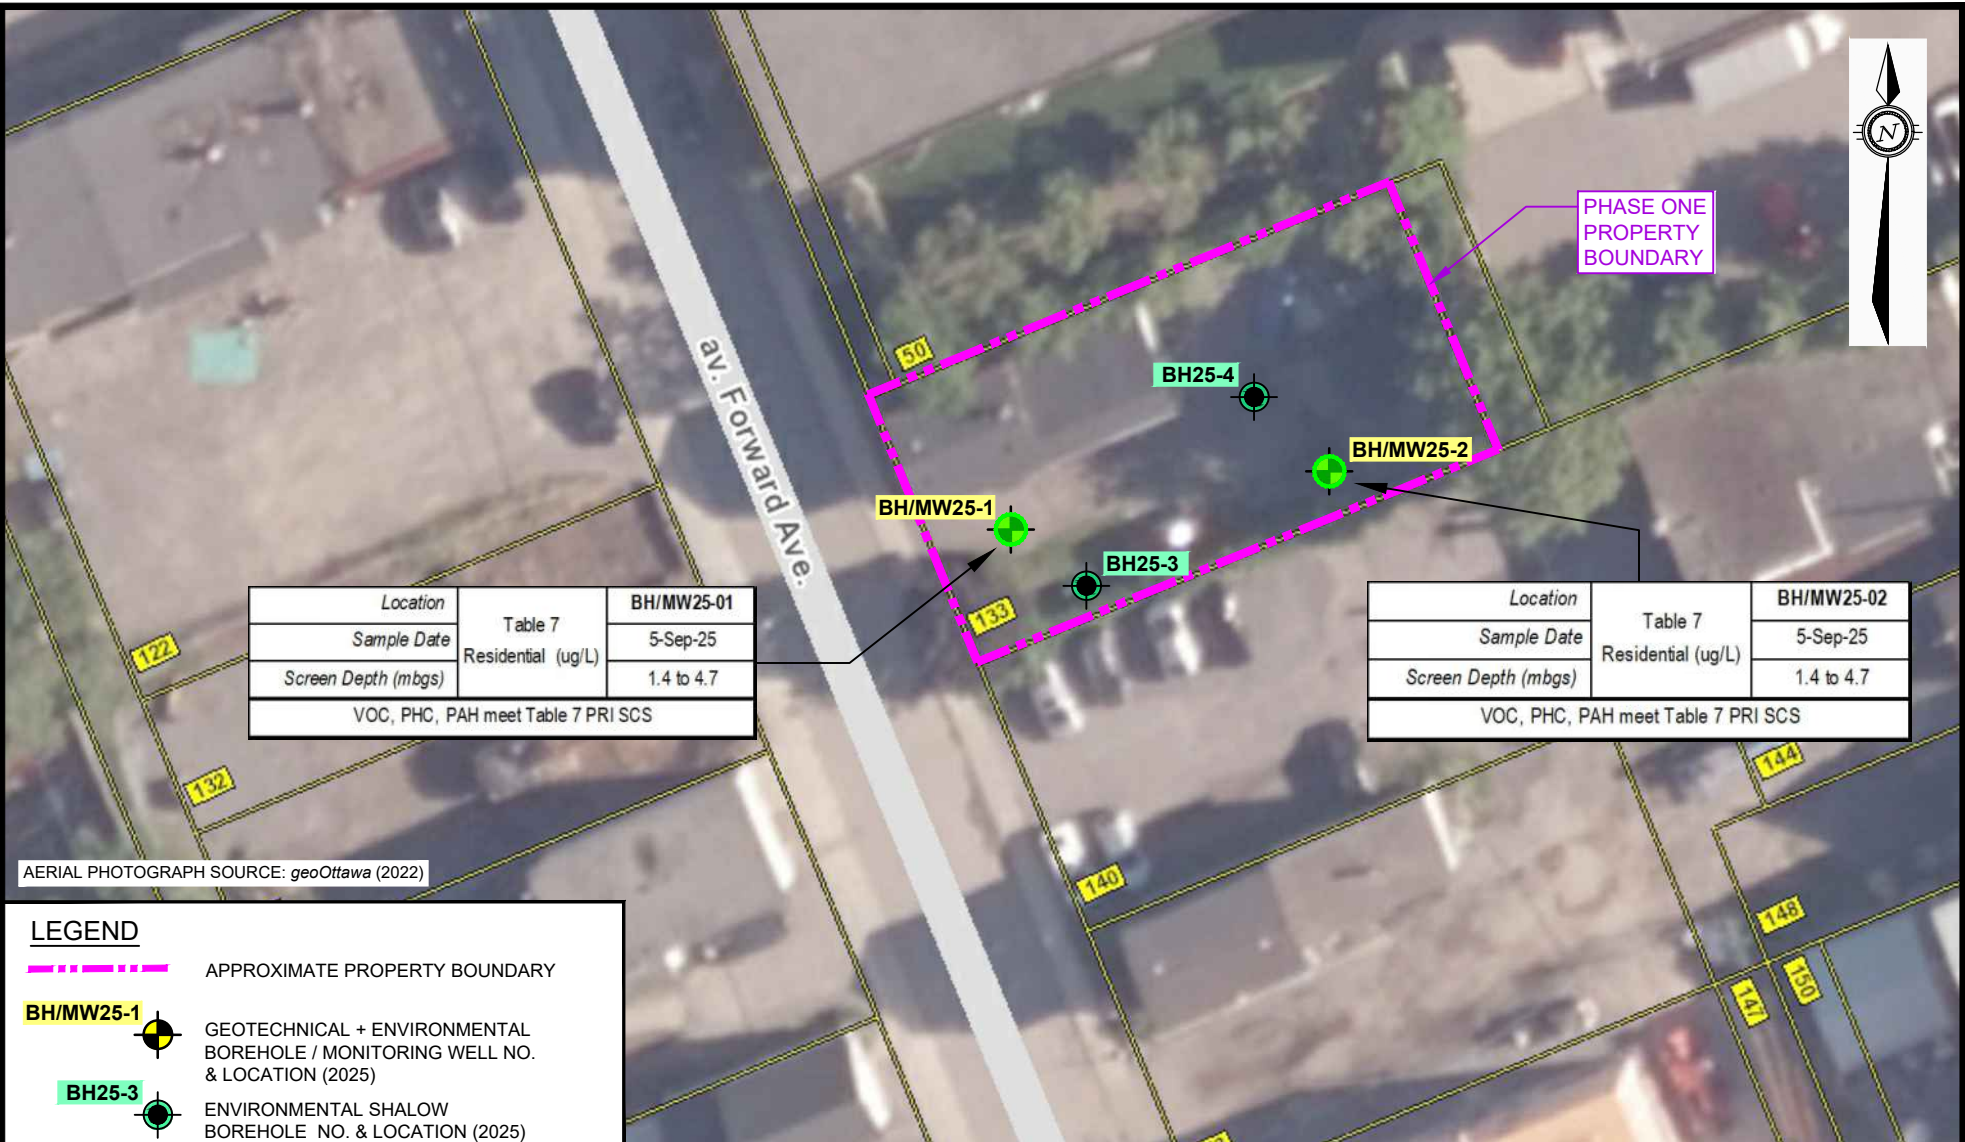 N
PHASE ONE
PROPERTY
BOUNDARY
50
BH25-4
av. Forward Ave.
BH/MW25-2
BH/MW25-1
BH25-3
133
Location
Table 7
Residential (ug/L)
BH/MW25-01
Sample Date
5-Sep-25
Screen Depth (mbgs)
1.4 to 4.7
VOC, PHC, PAH meet Table 7 PRI SCS
Location
Table 7
Residential (ug/L)
BH/MW25-02
Sample Date
5-Sep-25
Screen Depth (mbgs)
1.4 to 4.7
VOC, PHC, PAH meet Table 7 PRI SCS
122
132
144
140
148
150
147
AERIAL PHOTOGRAPH SOURCE: geoOttawa (2022)
LEGEND
APPROXIMATE PROPERTY BOUNDARY
BH/MW25-1
GEOTECHNICAL + ENVIRONMENTAL
BOREHOLE / MONITORING WELL NO.
& LOCATION (2025)
BH25-3
ENVIRONMENTAL SHALOW
BOREHOLE NO. & LOCATION (2025)